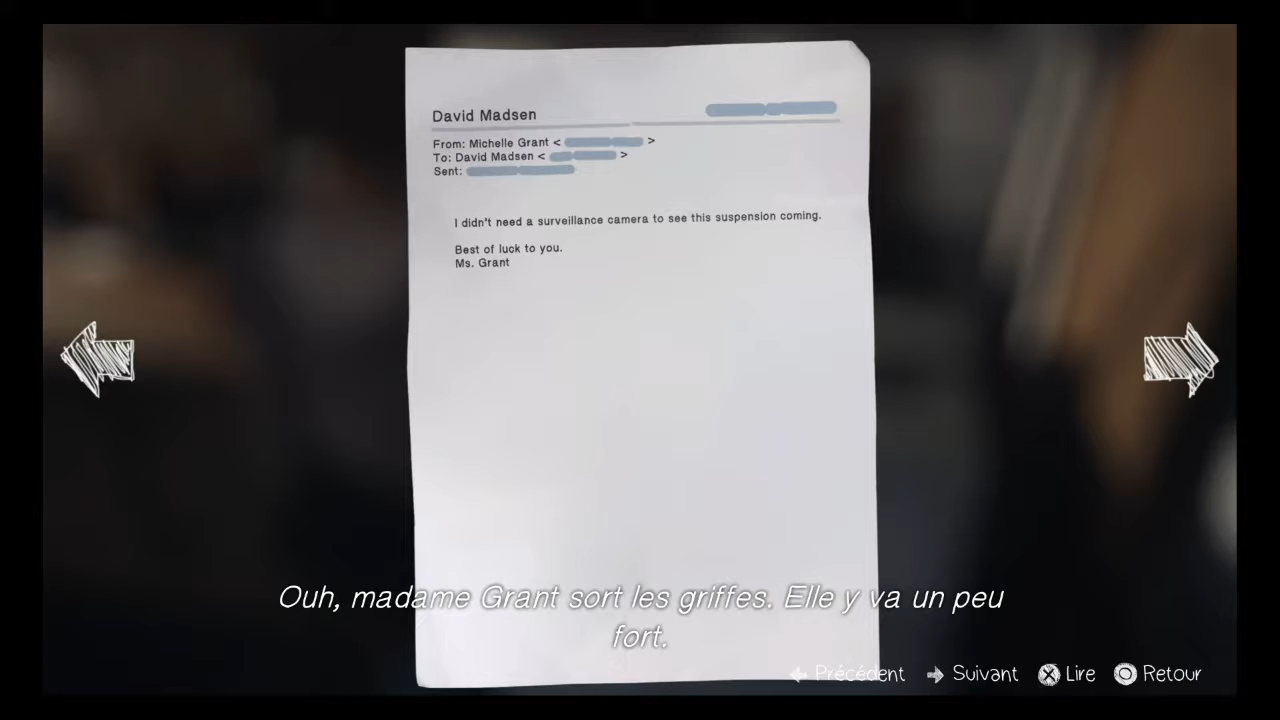 David Madsen
From: Michelle Grant < >
To: David Madsen < >
Sent:
I didn't need a surveillance camera to see this suspension coming.
Best of luck to you.
Ms. Grant
Ouh, madame Grant sort les griffes. Elle y va un peu
fort.
Précédent Suivant Lire Retour